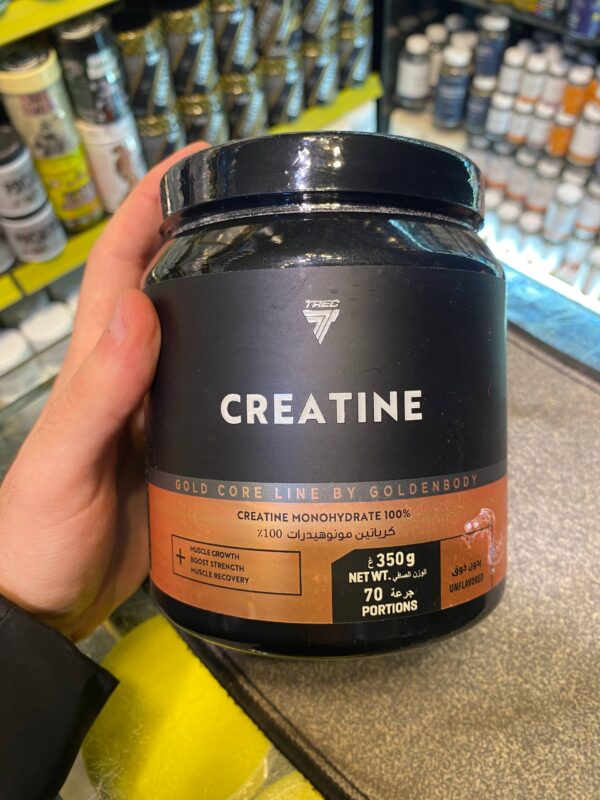 TREC
CREATINE
GOLD CORE LINE BY GOLDENBODY
CREATINE MONOHYDRATE 100%
كرياتين مونوهيدرات 100٪
+
MUSCLE GROWTH
BOOST STRENGTH
MUSCLE RECOVERY
350g غ
NET WT. الوزن الصافي
70 جرعة
PORTIONS
بدون ذوق
UNFLAVORED